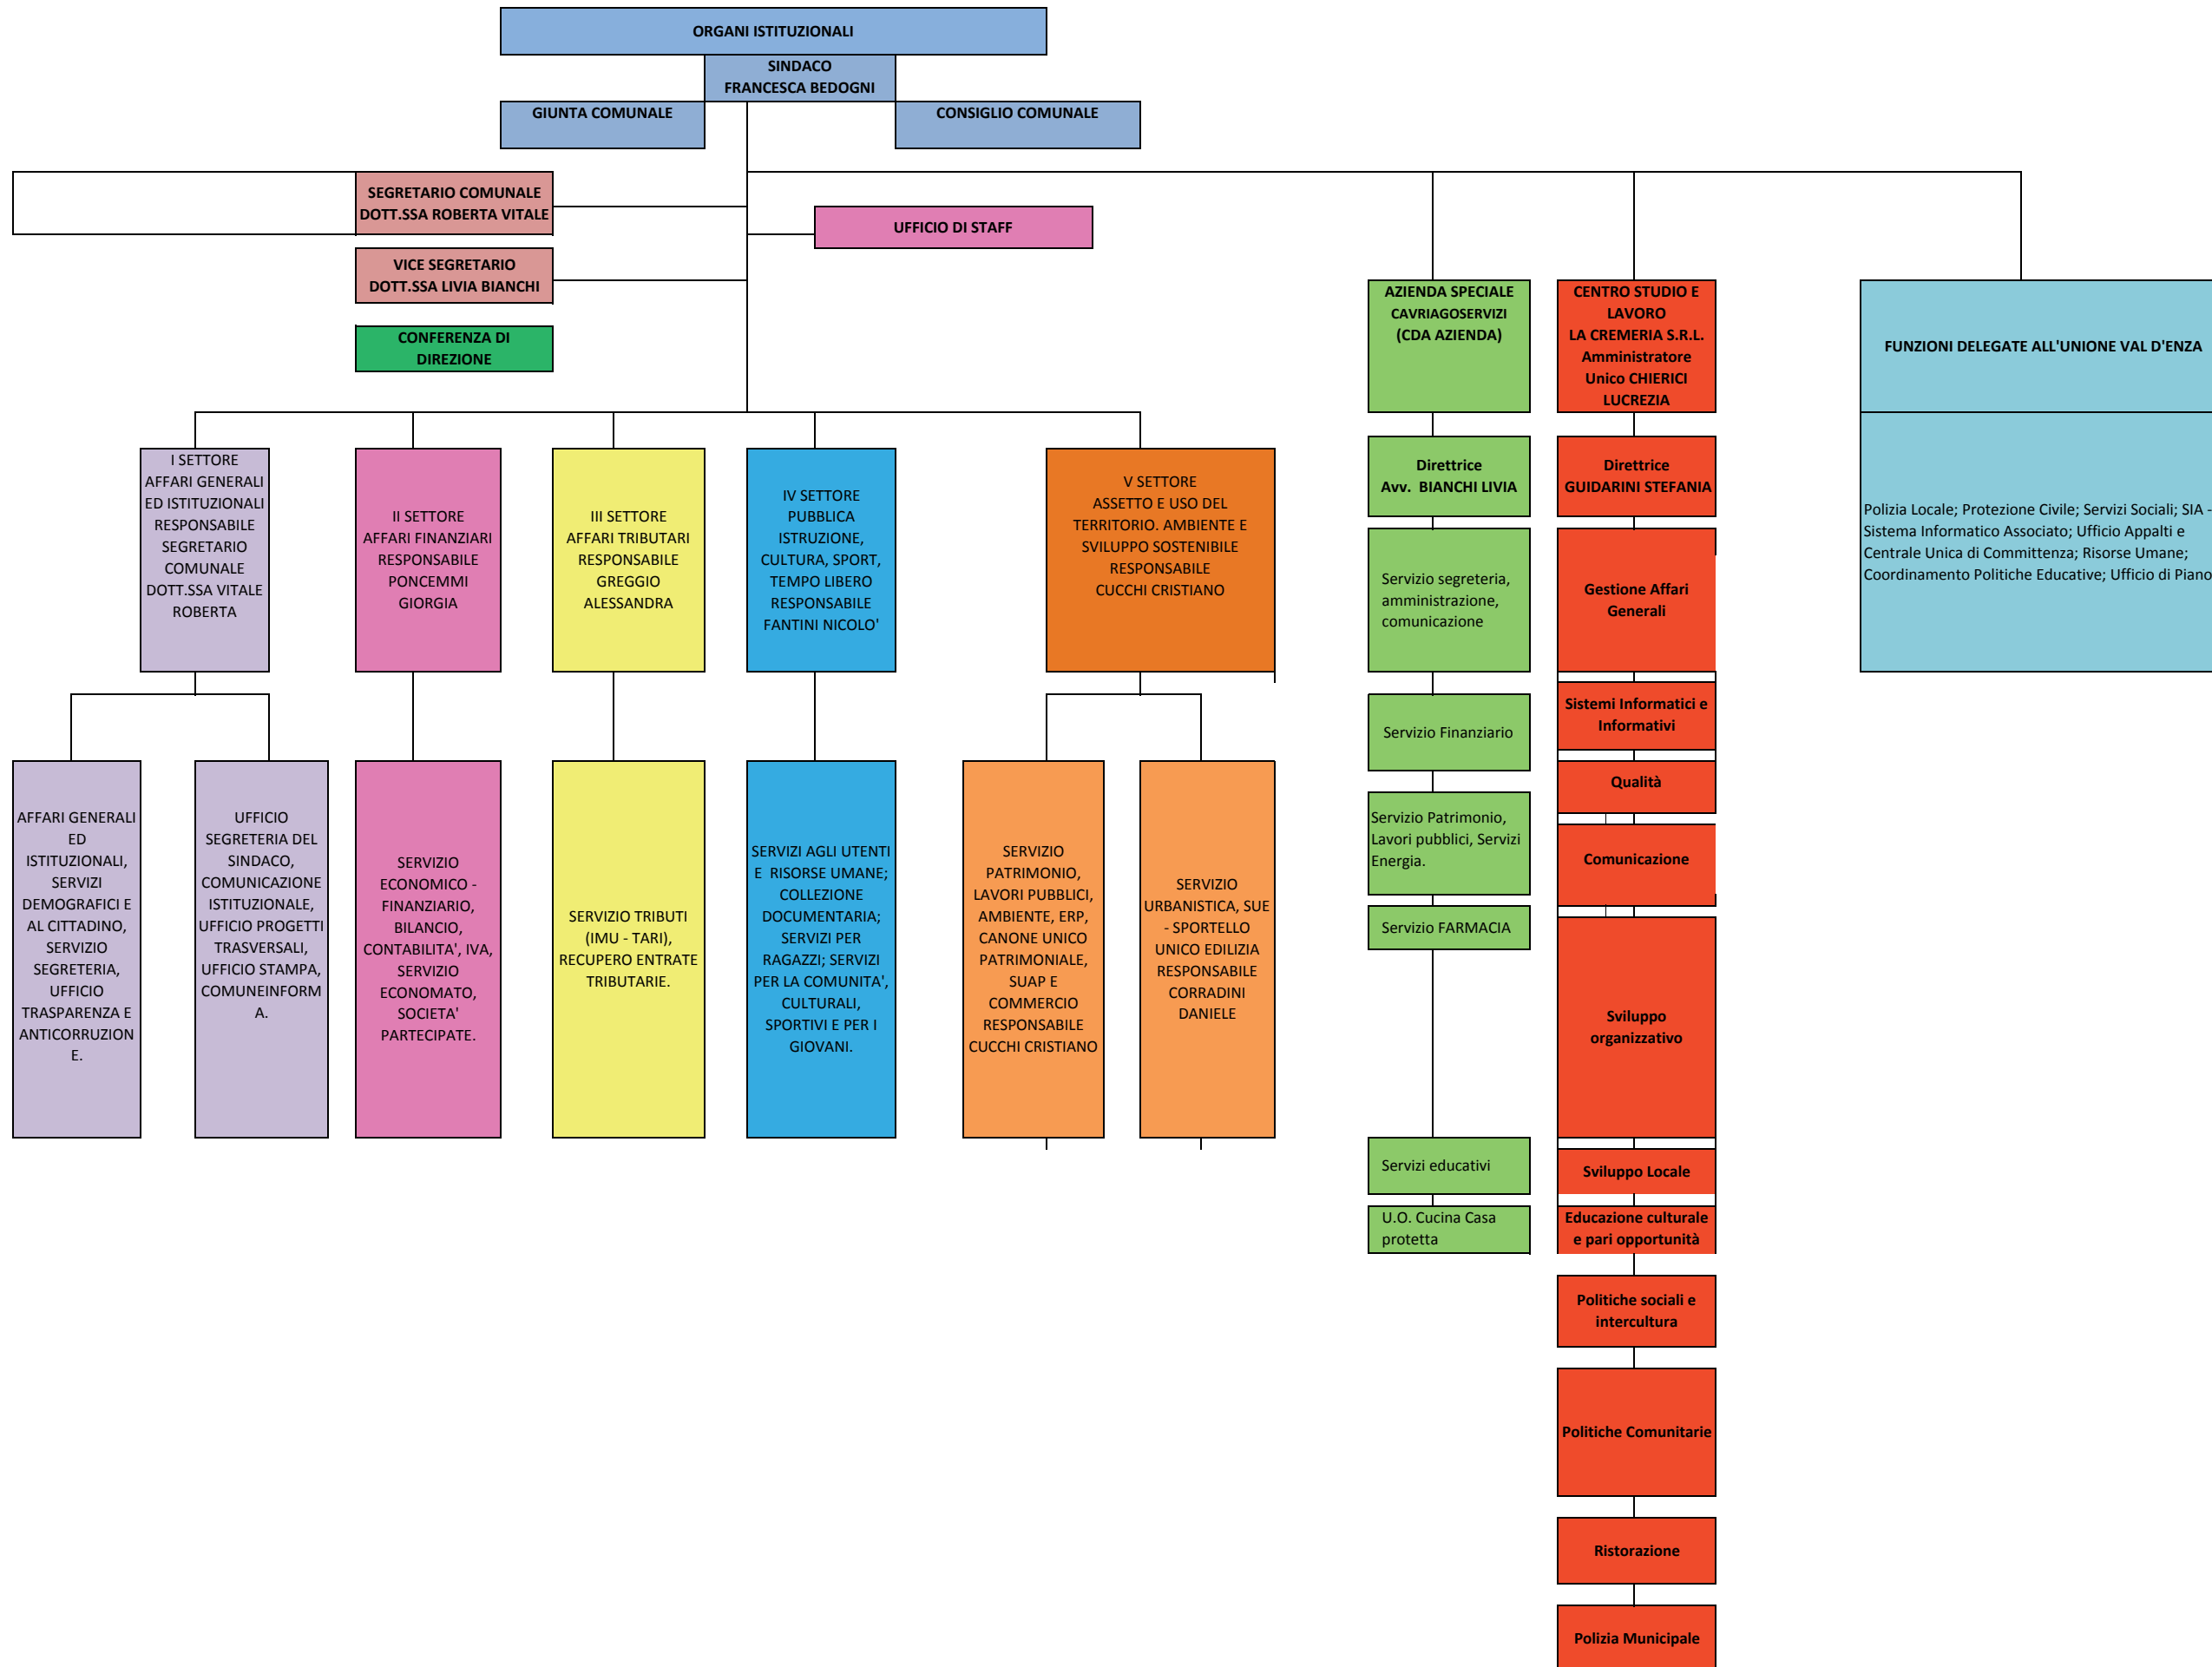 ORGANI ISTITUZIONALI
SINDACO
FRANCESCA BEDOGNI
GIUNTA COMUNALE
CONSIGLIO COMUNALE
SEGRETARIO COMUNALE
DOTT.SSA ROBERTA VITALE
UFFICIO DI STAFF
VICE SEGRETARIO
DOTT.SSA LIVIA BIANCHI
CONFERENZA DI
DIREZIONE
I SETTORE
AFFARI GENERALI
ED ISTITUZIONALI
RESPONSABILE
SEGRETARIO
COMUNALE
DOTT.SSA VITALE
ROBERTA
II SETTORE
AFFARI FINANZIARI
RESPONSABILE
PONCEMMI
GIORGIA
III SETTORE
AFFARI TRIBUTARI
RESPONSABILE
GREGGIO
ALESSANDRA
IV SETTORE
PUBBLICA
ISTRUZIONE,
CULTURA, SPORT,
TEMPO LIBERO
RESPONSABILE
FANTINI NICOLO'
V SETTORE
ASSETTO E USO DEL
TERRITORIO. AMBIENTE E
SVILUPPO SOSTENIBILE
RESPONSABILE
CUCCHI CRISTIANO
AFFARI GENERALI
ED
ISTITUZIONALI,
SERVIZI
DEMOGRAFICI E
AL CITTADINO,
SERVIZIO
SEGRETERIA,
UFFICIO
TRASPARENZA E
ANTICORRUZION
E.
UFFICIO
SEGRETERIA DEL
SINDACO,
COMUNICAZIONE
ISTITUZIONALE,
UFFICIO PROGETTI
TRASVERSALI,
UFFICIO STAMPA,
COMUNEINFORM
A.
SERVIZIO
ECONOMICO -
FINANZIARIO,
BILANCIO,
CONTABILITA', IVA,
SERVIZIO
ECONOMATO,
SOCIETA'
PARTECIPATE.
SERVIZIO TRIBUTI
(IMU - TARI),
RECUPERO ENTRATE
TRIBUTARIE.
SERVIZI AGLI UTENTI
E RISORSE UMANE;
COLLEZIONE
DOCUMENTARIA;
SERVIZI PER
RAGAZZI; SERVIZI
PER LA COMUNITA',
CULTURALI,
SPORTIVI E PER I
GIOVANI.
SERVIZIO
PATRIMONIO,
LAVORI PUBBLICI,
AMBIENTE, ERP,
CANONE UNICO
PATRIMONIALE,
SUAP E
COMMERCIO
RESPONSABILE
CUCCHI CRISTIANO
SERVIZIO
URBANISTICA, SUE
- SPORTELLO
UNICO EDILIZIA
RESPONSABILE
CORRADINI
DANIELE
AZIENDA SPECIALE
CAVRIAGOSERVIZI
(CDA AZIENDA)
Direttrice
Avv. BIANCHI LIVIA
Servizio segreteria,
amministrazione,
comunicazione
Servizio Finanziario
Servizio Patrimonio,
Lavori pubblici, Servizi
Energia.
Servizio FARMACIA
Servizi educativi
U.O. Cucina Casa
protetta
CENTRO STUDIO E
LAVORO
LA CREMERIA S.R.L.
Amministratore
Unico CHIERICI
LUCREZIA
Direttrice
GUIDARINI STEFANIA
Gestione Affari
Generali
Sistemi Informatici e
Informativi
Qualità
Comunicazione
Sviluppo
organizzativo
Sviluppo Locale
Educazione culturale
e pari opportunità
Politiche sociali e
intercultura
Politiche Comunitarie
Ristorazione
Polizia Municipale
FUNZIONI DELEGATE ALL'UNIONE VAL D'ENZA
Polizia Locale; Protezione Civile; Servizi Sociali; SIA -
Sistema Informatico Associato; Ufficio Appalti e
Centrale Unica di Committenza; Risorse Umane;
Coordinamento Politiche Educative; Ufficio di Piano